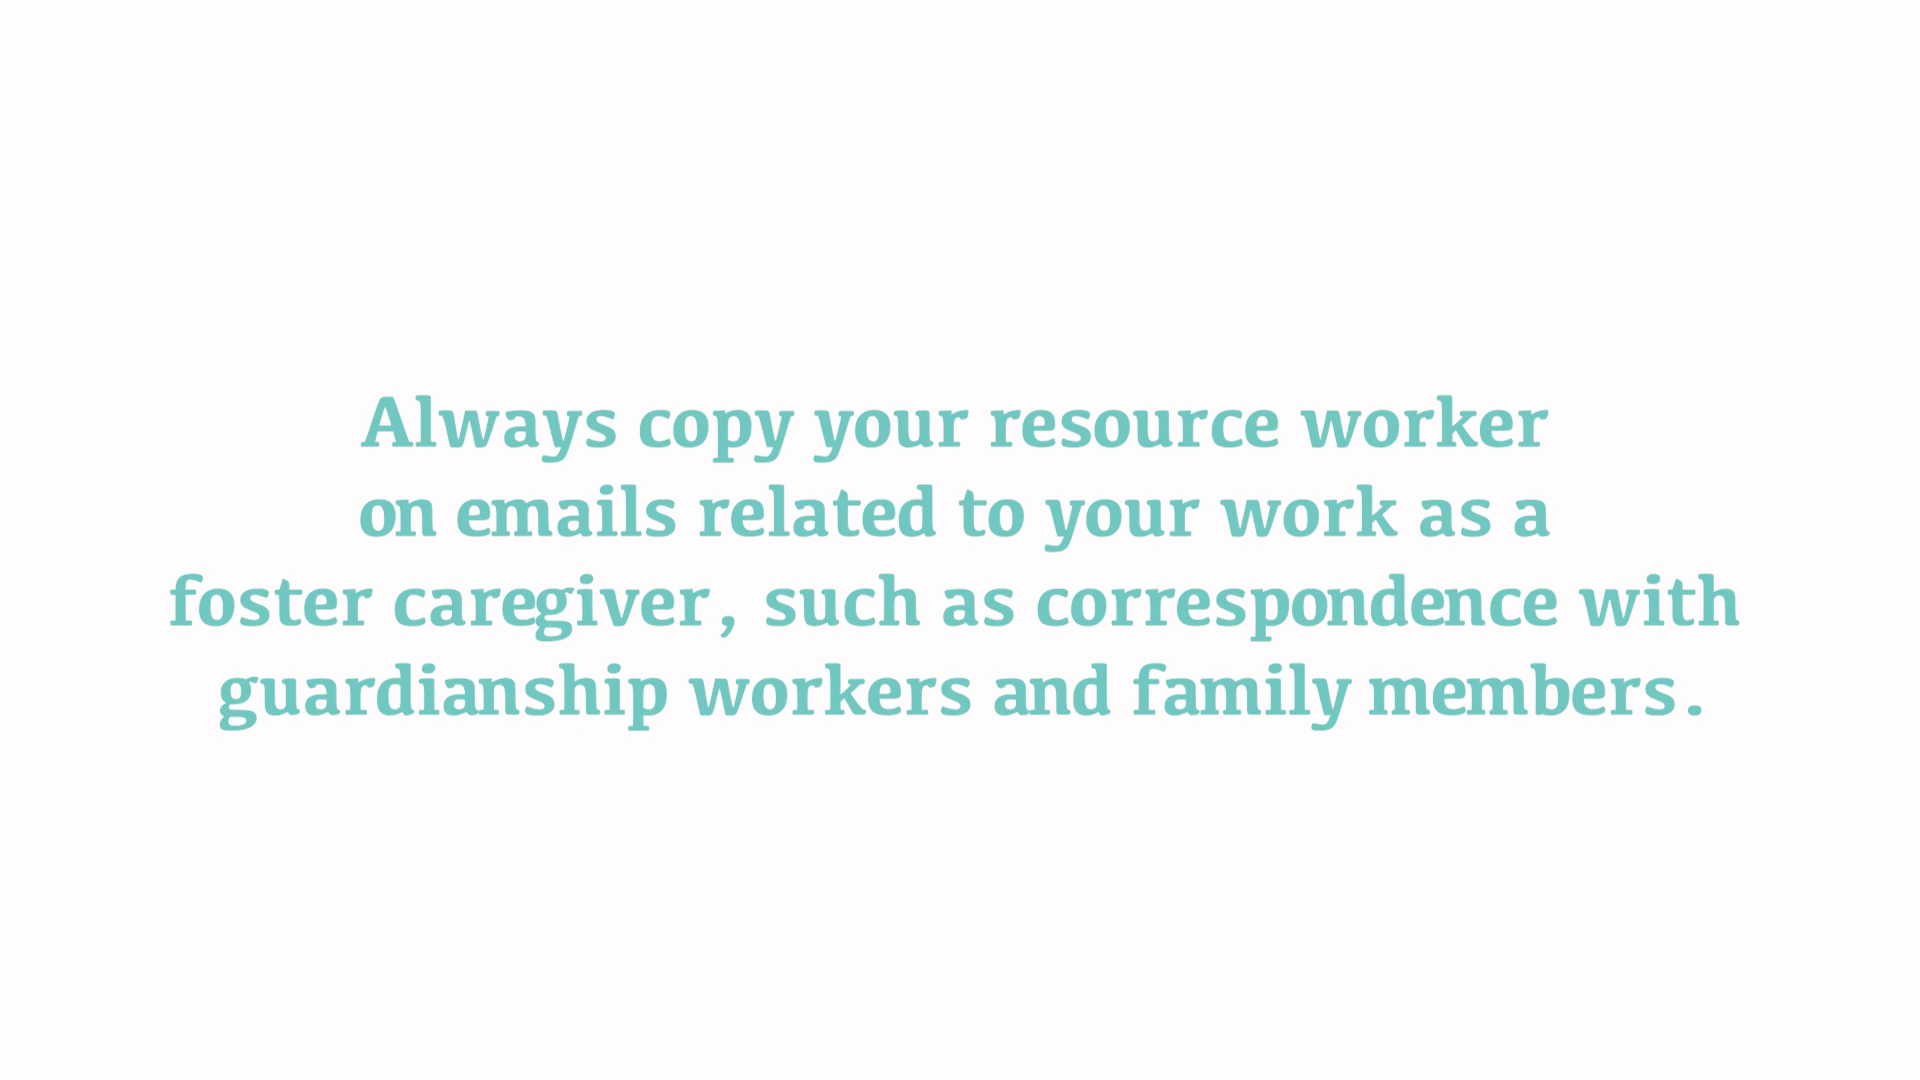 Always copy your resource worker
on emails related to your work as a
foster caregiver, such as correspondence with
guardianship workers and family members.